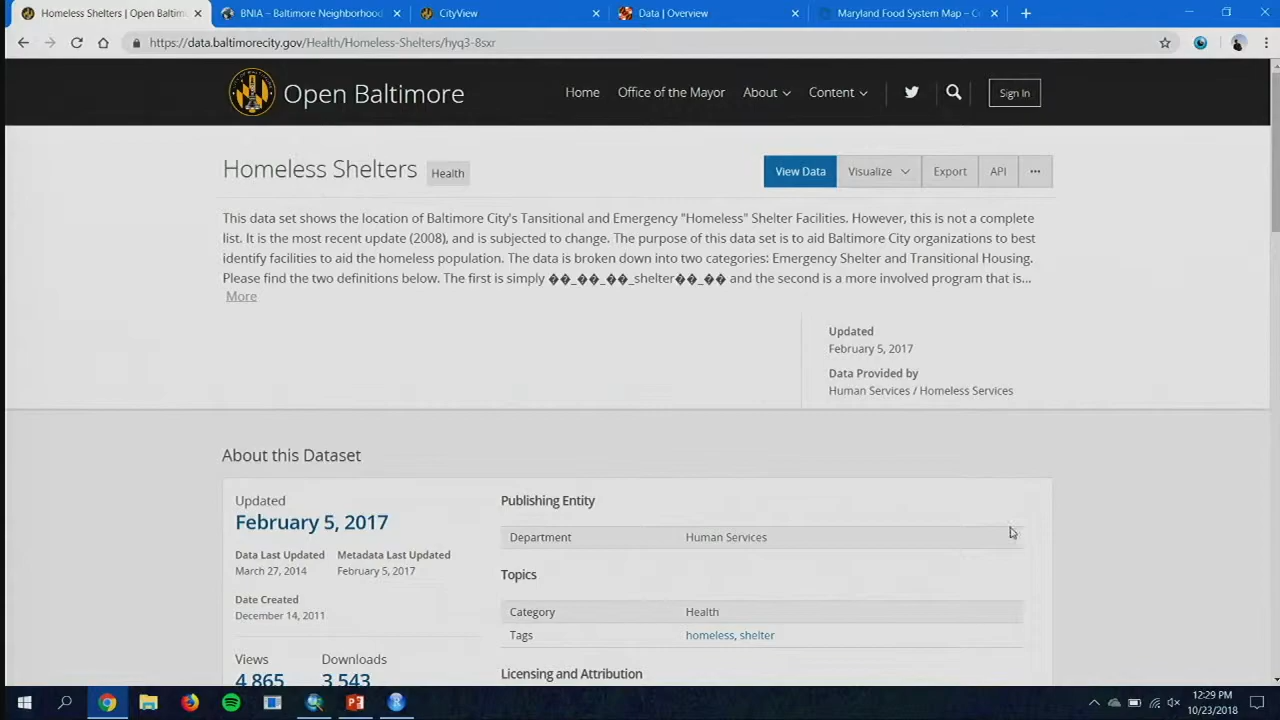 Homeless Shelters | Open Baltim
BNIA – Baltimore Neighborhood
CityView
Data | Overview
Maryland Food System Map – C
https://data.baltimorecity.gov/Health/Homeless-Shelters/hyq3-8sxr
Open Baltimore
Home
Office of the Mayor
About
Content
Sign In
Homeless Shelters
Health
View Data
Visualize
Export
API
This data set shows the location of Baltimore City's Tansitional and Emergency "Homeless" Shelter Facilities. However, this is not a complete
list. It is the most recent update (2008), and is subjected to change. The purpose of this data set is to aid Baltimore City organizations to best
identify facilities to aid the homeless population. The data is broken down into two categories: Emergency Shelter and Transitional Housing.
Please find the two definitions below. The first is simply ��_��_��_shelter��_�� and the second is a more involved program that is...
More
Updated
February 5, 2017
Data Provided by
Human Services / Homeless Services
About this Dataset
Updated
February 5, 2017
Data Last Updated
Metadata Last Updated
March 27, 2014
February 5, 2017
Date Created
December 14, 2011
Views
Downloads
4,865
3,543
Publishing Entity
Department
Human Services
Topics
Category
Health
Tags
homeless, shelter
Licensing and Attribution
12:29 PM
10/23/2018